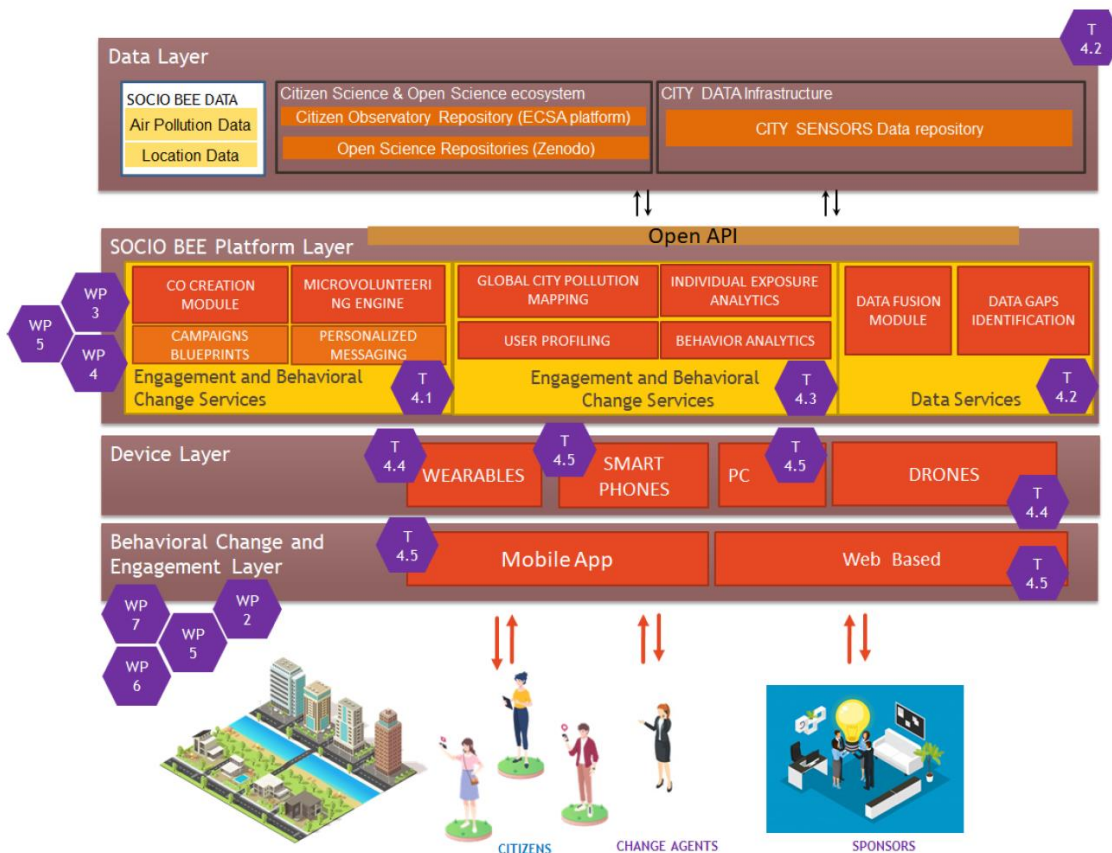 T
4.2
Data Layer
SOCIO BEE DATA
Air Pollution Data
Location Data
Citizen Science & Open Science ecosystem
Citizen Observatory Repository (ECSA platform)
Open Science Repositories (Zenodo)
CITY DATA Infrastructure
CITY SENSORS Data repository
Open API
SOCIO BEE Platform Layer
WP
3
WP
5
WP
4
CO CREATION
MODULE
MICROVOLUNTEERI
NG ENGINE
CAMPAIGNS
BLUEPRINTS
PERSONALIZED
MESSAGING
Engagement and Behavioral
Change Services
T
4.1
GLOBAL CITY POLLUTION
MAPPING
INDIVIDUAL EXPOSURE
ANALYTICS
USER PROFILING
BEHAVIOR ANALYTICS
Engagement and Behavioral
Change Services
T
4.3
DATA FUSION
MODULE
DATA GAPS
IDENTIFICATION
Data Services
T
4.2
Device Layer
T
4.4
WEARABLES
T
4.5
SMART
PHONES
PC
T
4.5
DRONES
T
4.4
Behavioral Change and
Engagement Layer
T
4.5
Mobile App
Web Based
T
4.5
WP
7
WP
2
WP
5
WP
6
CITIZENS
CHANGE AGENTS
SPONSORS